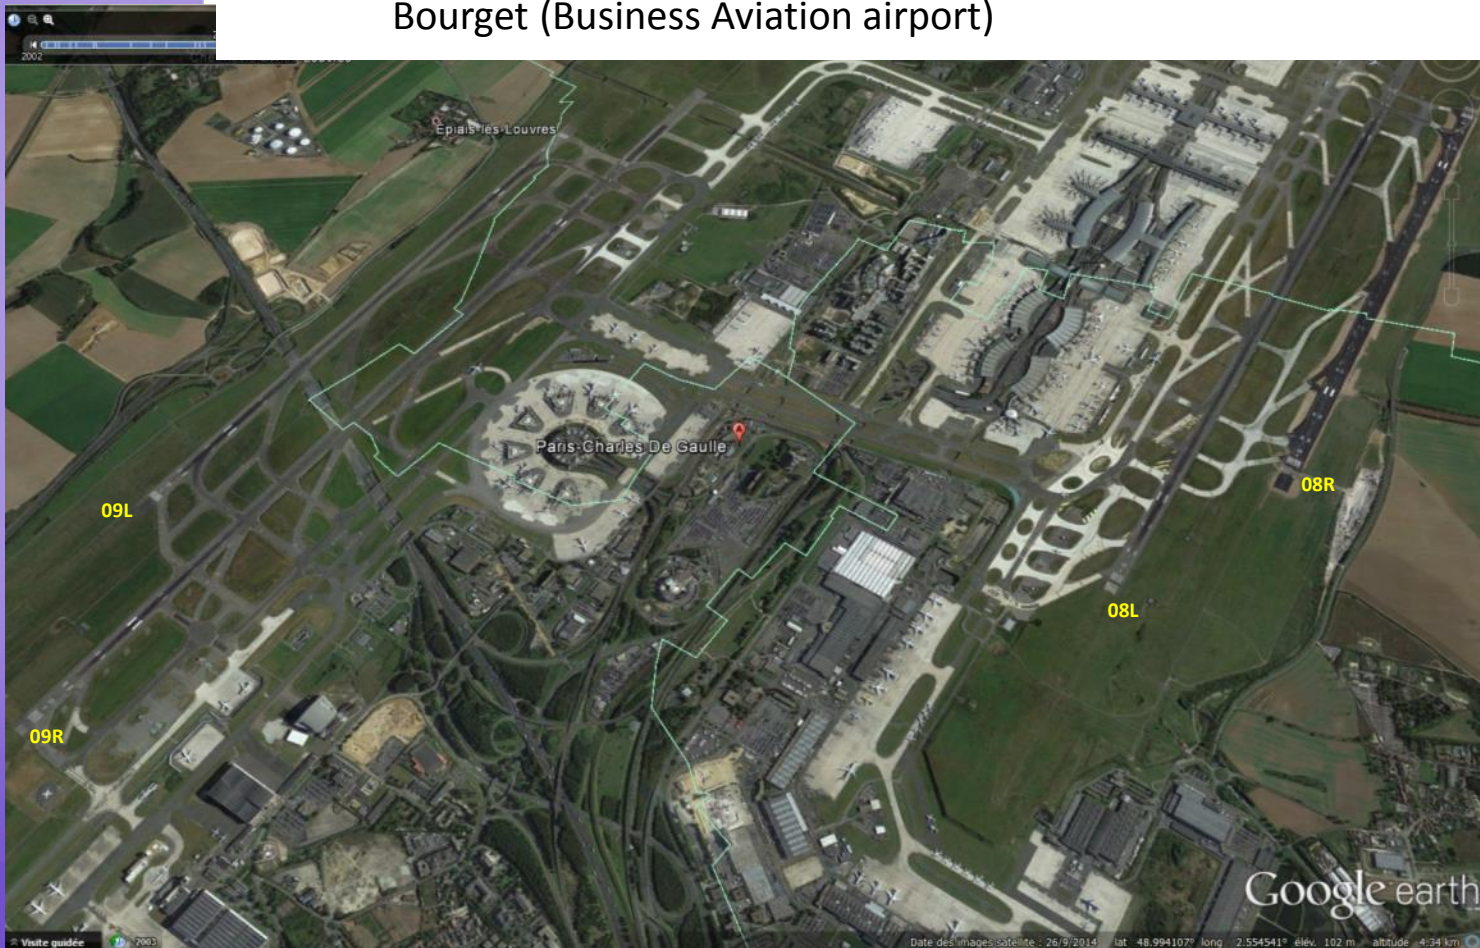 Bourget (Business Aviation airport)
2002
Epiais-lès-Louvres
Paris-Charles De Gaulle
A
09L
08R
08L
09R
Google earth
Visite guidée
2003
Date des images satellite : 26/9/2014 lat 48.994107° long 2.554541° élév. 102 m altitude 4.34 km